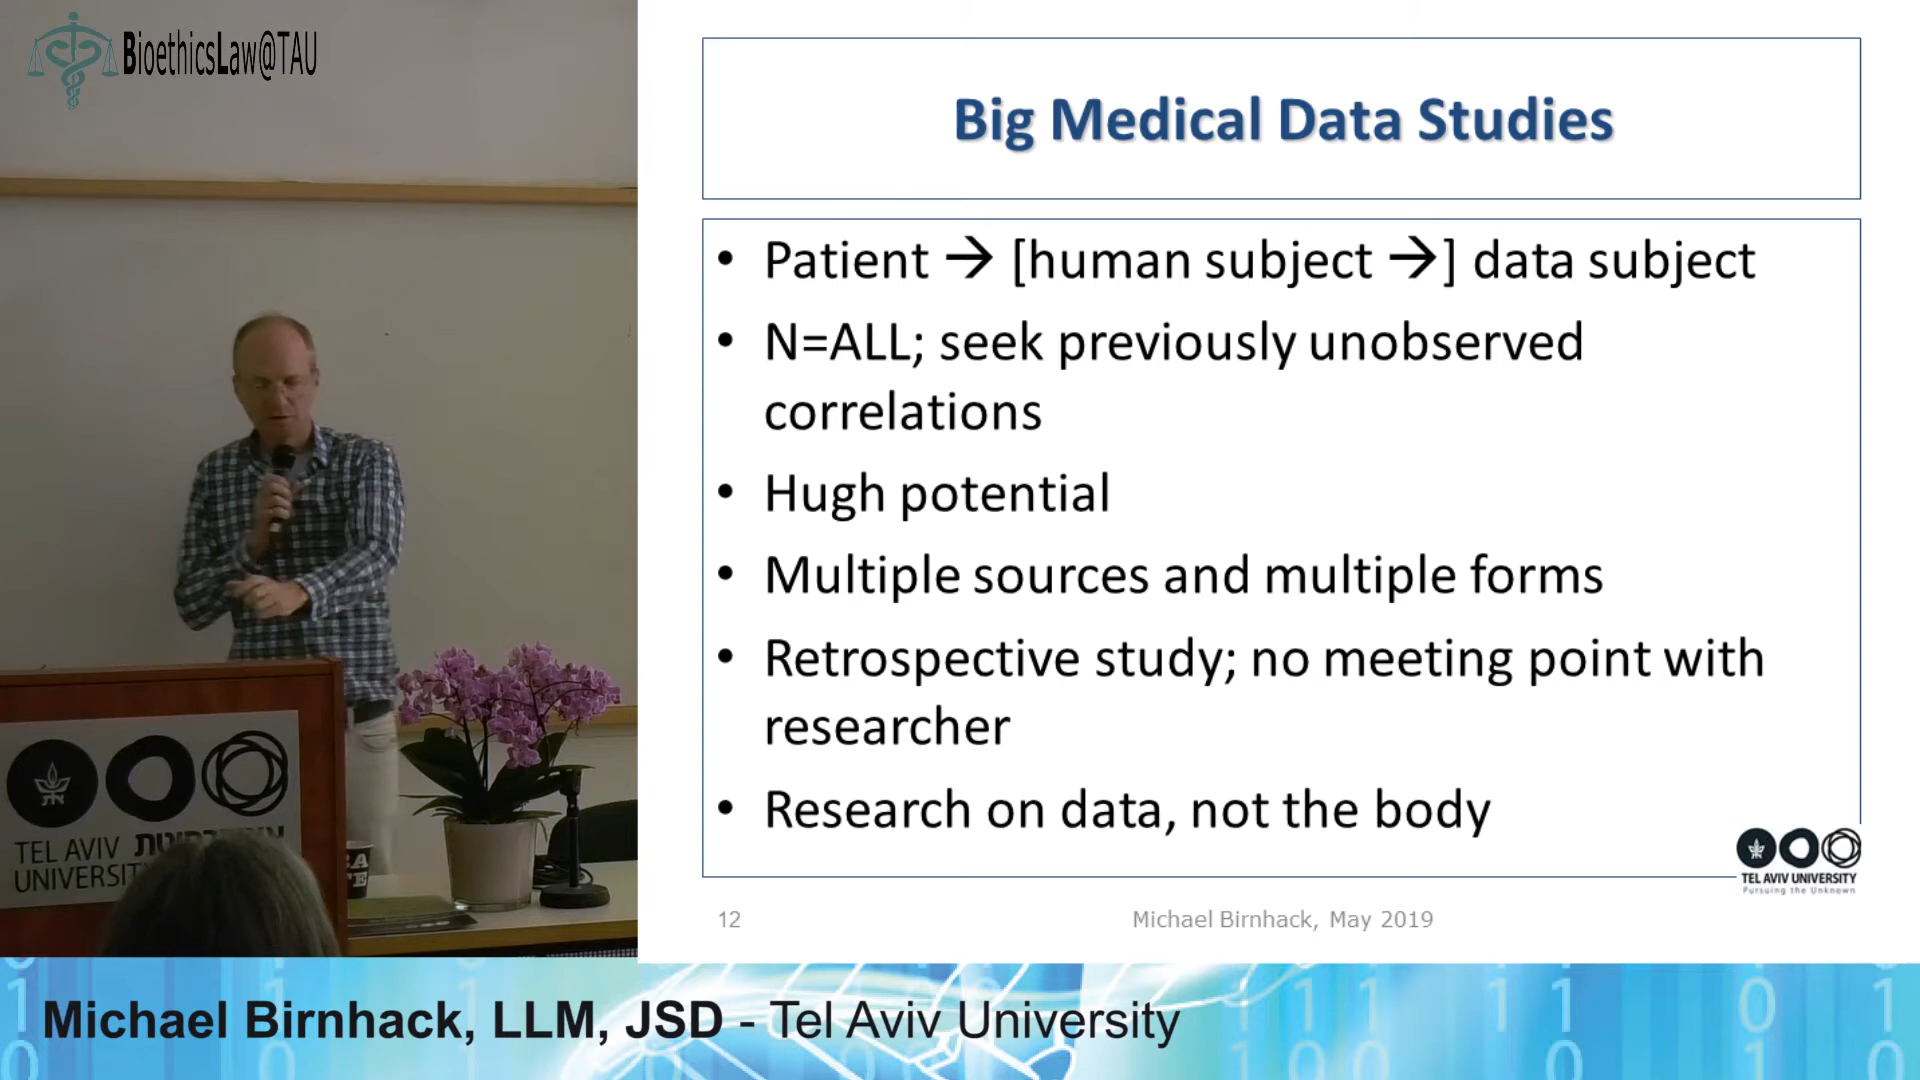 BioethicsLaw@TAU
Big Medical Data Studies
• Patient → [human subject →] data subject
• N=ALL; seek previously unobserved
correlations
• Hugh potential
• Multiple sources and multiple forms
• Retrospective study; no meeting point with
researcher
• Research on data, not the body
TEL AVIV UNIVERSITY
Pursuing the Unknown
12
Michael Birnhack, May 2019
TEL AVIV
UNIVERSIT
Michael Birnhack, LLM, JSD - Tel Aviv University